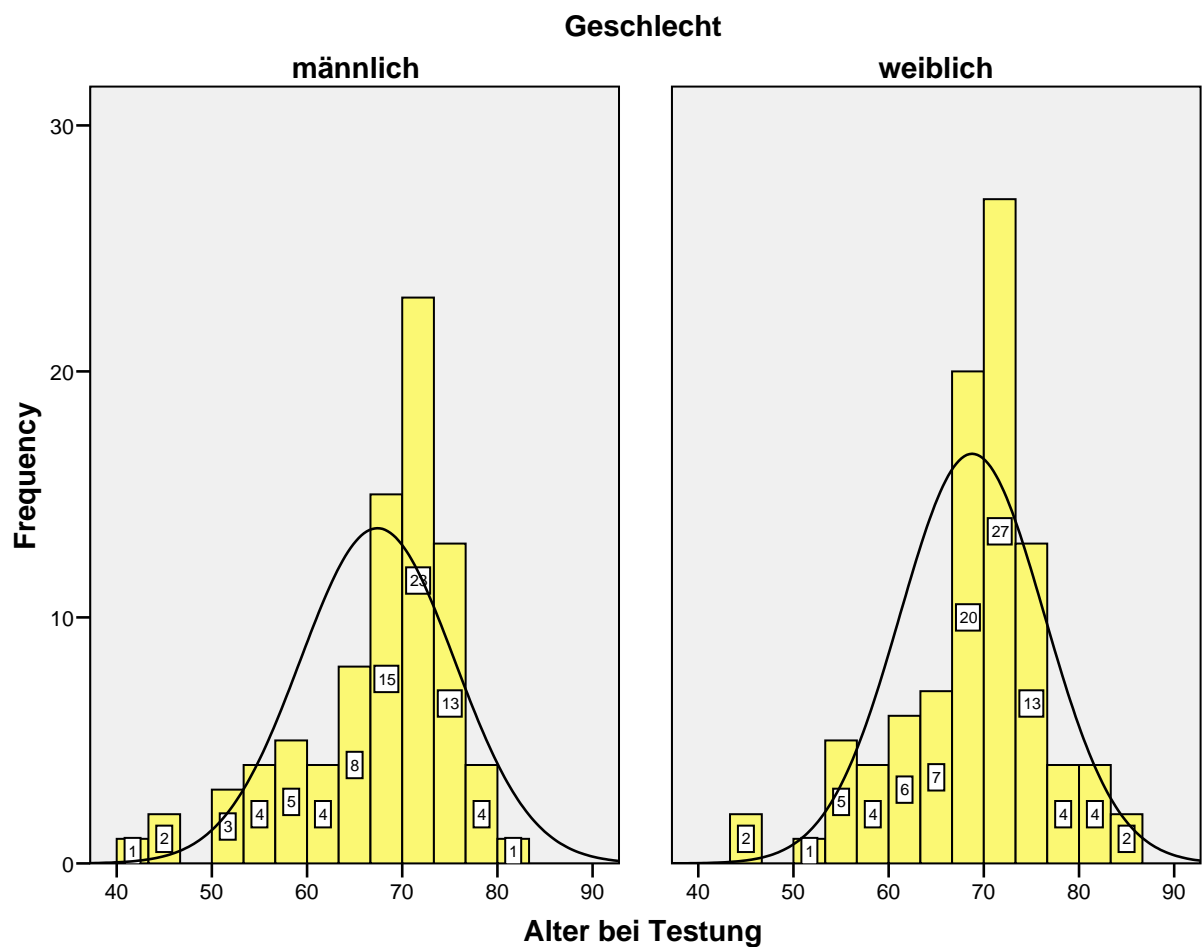 Geschlecht
männlich weiblich
30
20
10
0
Frequency
1 2 3 4 5 4 8 15 23 13 4 1
2 1 5 4 6 7 20 27 13 4 4 2
40 50 60 70 80 90
40 50 60 70 80 90
Alter bei Testung